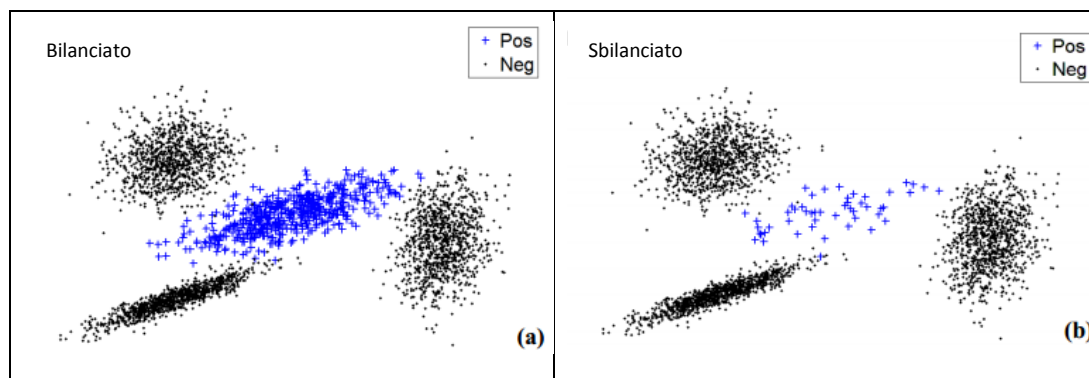 Bilanciato
+ Pos
· Neg
(a)
Sbilanciato
+ Pos
· Neg
(b)